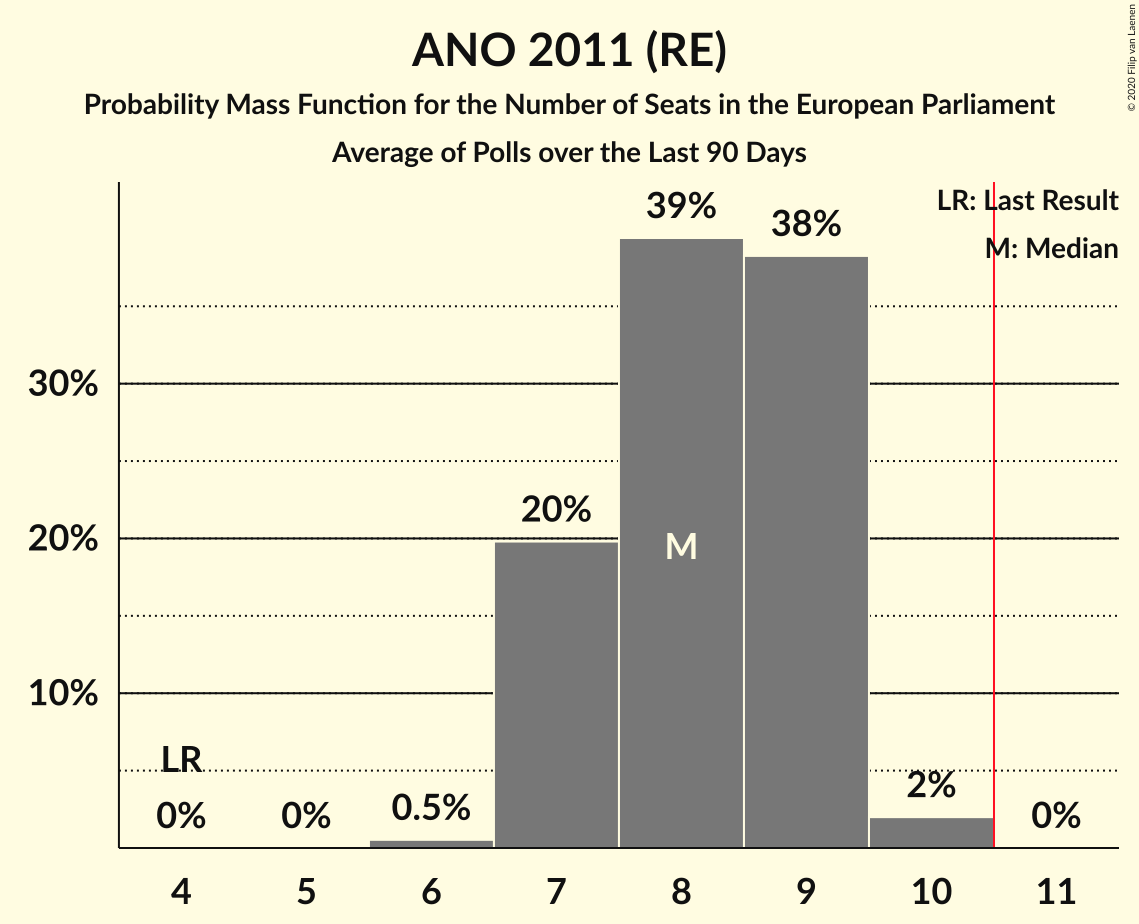 ANO 2011 (RE)
Probability Mass Function for the Number of Seats in the European Parliament
Average of Polls over the Last 90 Days
© 2020 Filip van Laenen
LR: Last Result
M: Median
39%
38%
30%
20%
20%
M
10%
LR
0%
0%
0.5%
2%
0%
4 5 6 7 8 9 10 11